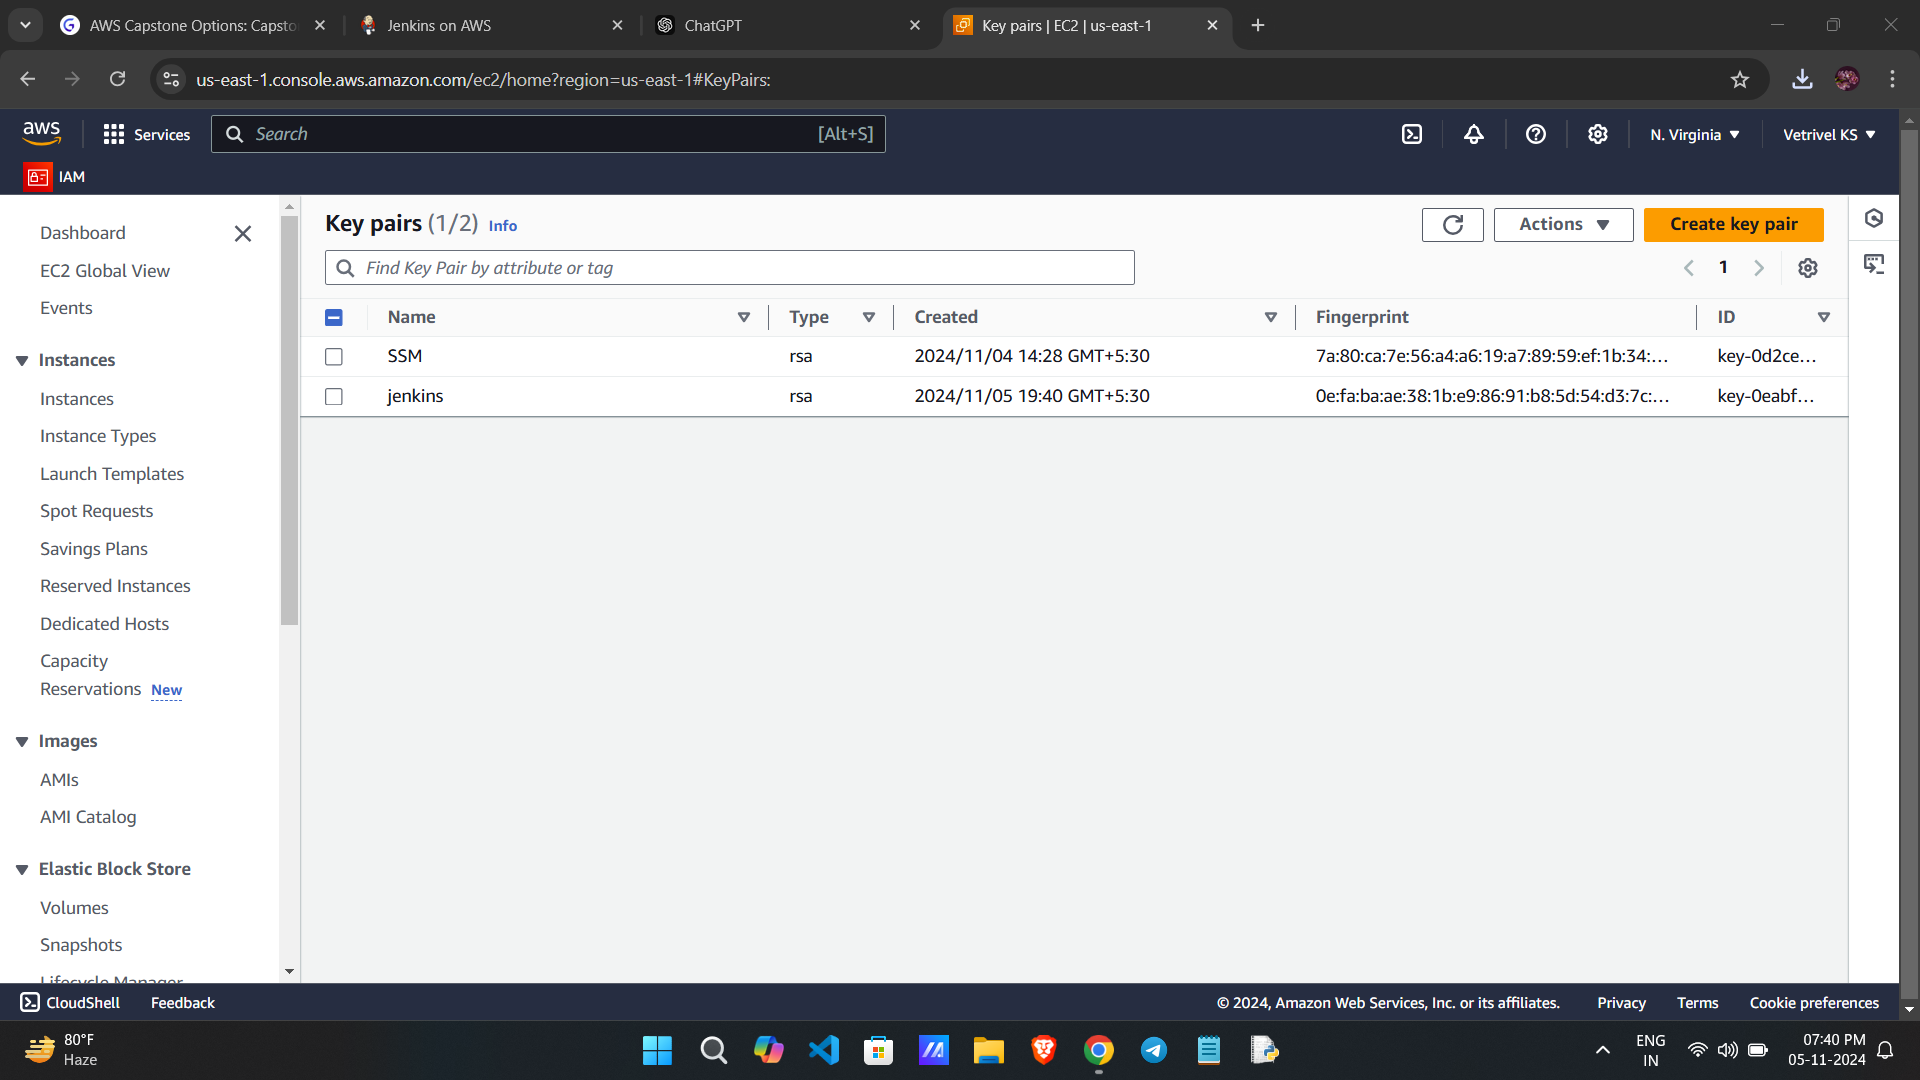 AWS Capstone Options: Capsto
Jenkins on AWS
ChatGPT
Key pairs | EC2 | us-east-1
us-east-1.console.aws.amazon.com/ec2/home?region=us-east-1#KeyPairs:
aws
Services
Search
[Alt+S]
N. Virginia
Vetrivel KS
IAM
Dashboard
EC2 Global View
Events
Instances
Instances
Instance Types
Launch Templates
Spot Requests
Savings Plans
Reserved Instances
Dedicated Hosts
Capacity
Reservations New
Images
AMIs
AMI Catalog
Elastic Block Store
Volumes
Snapshots
Lifecycle Manager
Key pairs (1/2) Info
Actions
Create key pair
Find Key Pair by attribute or tag
1
Name Type Created Fingerprint ID
SSM rsa 2024/11/04 14:28 GMT+5:30 7a:80:ca:7e:56:a4:a6:19:a7:89:59:ef:1b:34:... key-0d2ce...
jenkins rsa 2024/11/05 19:40 GMT+5:30 0e:fa:ba:ae:38:1b:e9:86:91:b8:5d:54:d3:7c:... key-0eabf...
CloudShell
Feedback
© 2024, Amazon Web Services, Inc. or its affiliates.
Privacy
Terms
Cookie preferences
80°F
Haze
ENG
IN
07:40 PM
05-11-2024